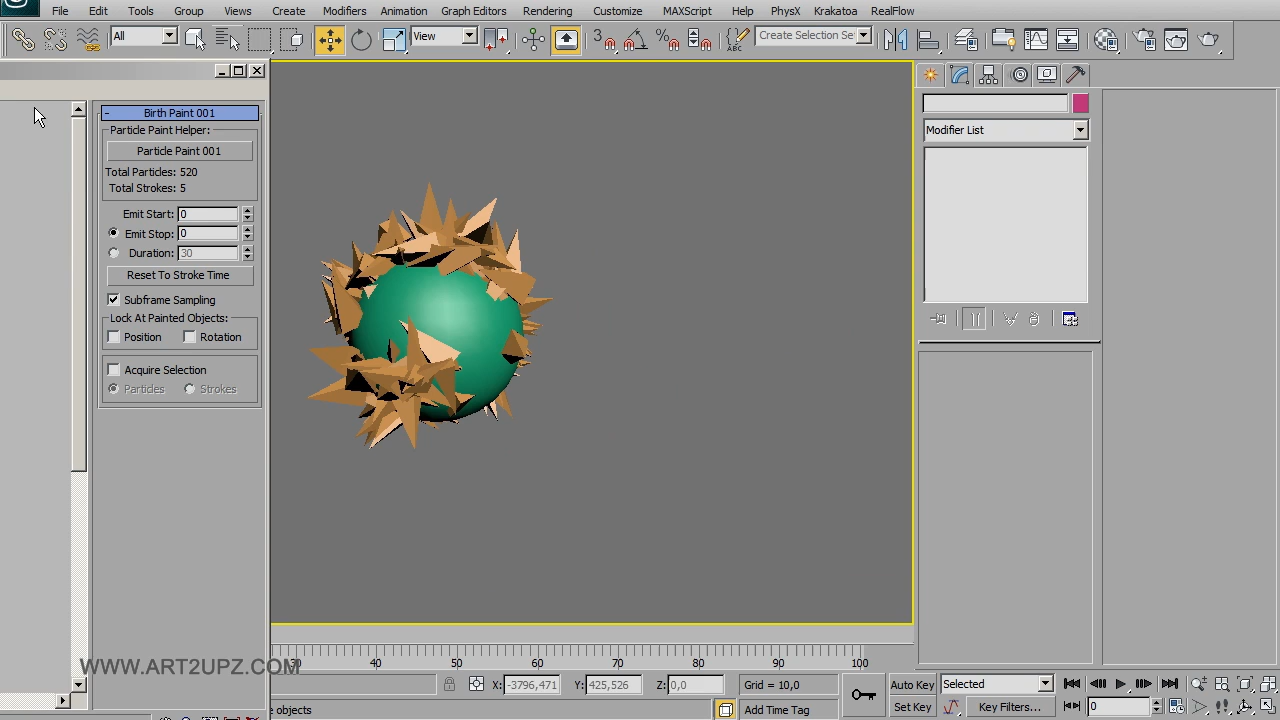 File Edit Tools Group Views Create Modifiers Animation Graph Editors Rendering Customize MAXScript Help PhysX Krakatoa RealFlow
All View 3 % ABC Create Selection Se
Birth Paint 001
Particle Paint Helper:
Particle Paint 001
Total Particles: 520
Total Strokes: 5
Emit Start: 0
Emit Stop: 0
Duration: 30
Reset To Stroke Time
Subframe Sampling
Lock At Painted Objects:
Position Rotation
Acquire Selection
Particles Strokes
Modifier List
WWW.ART2UPZ.COM
30 40 50 60 70 80 90 100
X: -3796,471 Y: 425,526 Z: 0,0 Grid = 10,0 Auto Key Selected
e objects Add Time Tag Set Key Key Filters... 0